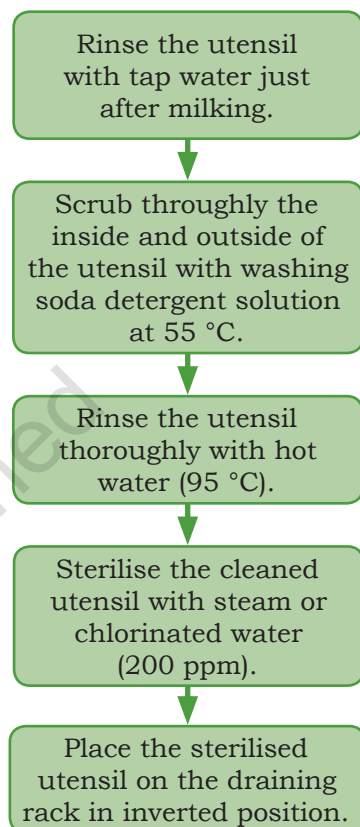 Rinse the utensil
with tap water just
after milking.
Scrub throughly the
inside and outside of
the utensil with washing
soda detergent solution
at 55 °C.
Rinse the utensil
thoroughly with hot
water (95 °C).
Sterilise the cleaned
utensil with steam or
chlorinated water
(200 ppm).
Place the sterilised
utensil on the draining
rack in inverted position.